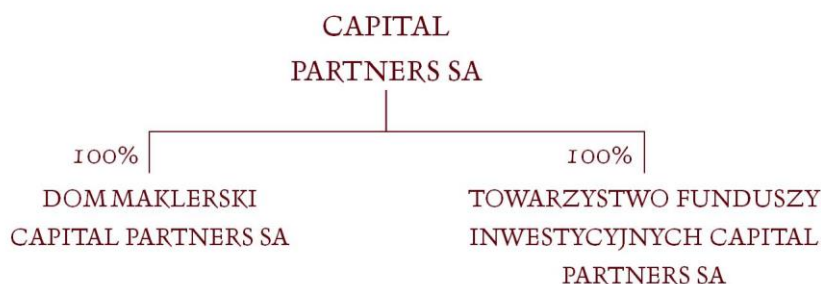 CAPITAL
PARTNERS SA
100%
100%
DOM MAKLERSKI
CAPITAL PARTNERS SA
TOWARZYSTWO FUNDUSZY
INWESTYCYJNYCH CAPITAL
PARTNERS SA